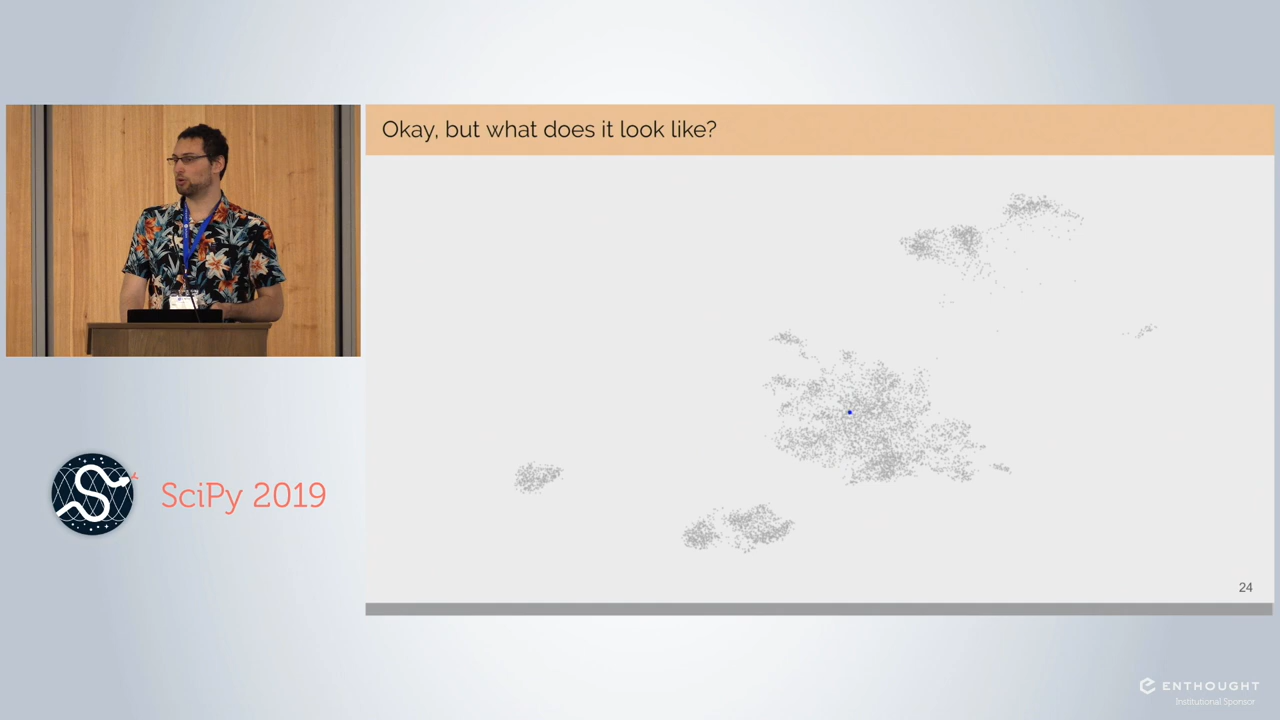 Okay, but what does it look like?
SciPy 2019
24
ENTHOUGHT
Institutional Sponsor